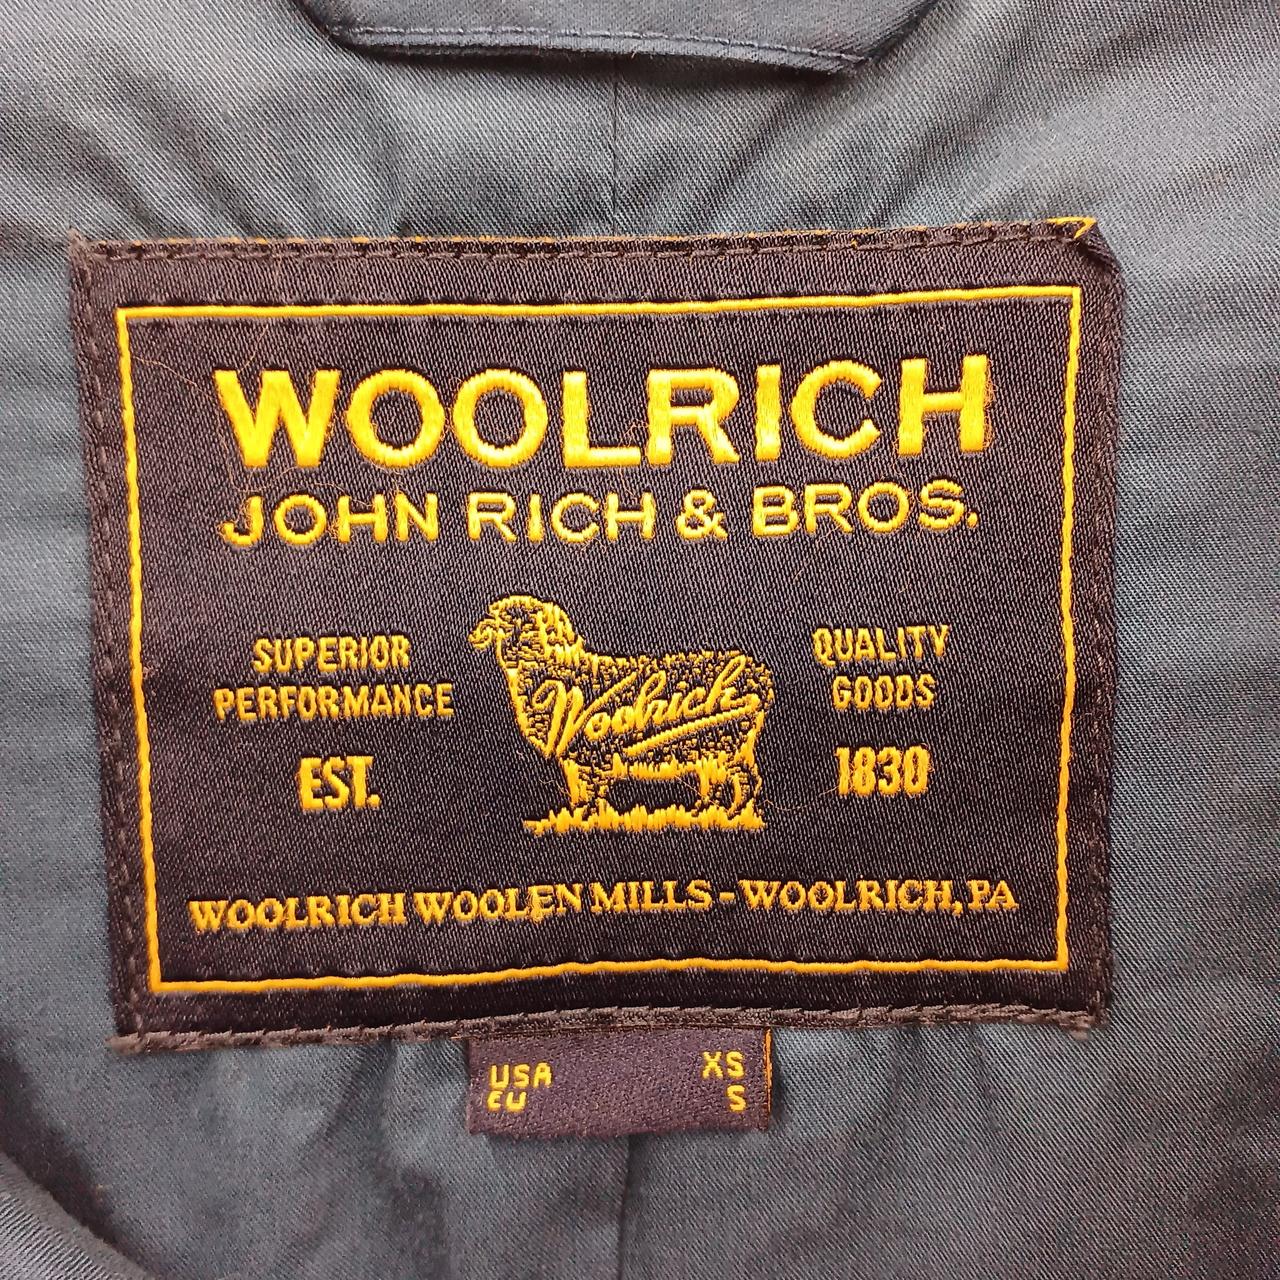 WOOLRICH
JOHN RICH & BROS.
SUPERIOR
PERFORMANCE
EST.
Woolrich
QUALITY
GOODS
1830
WOOLRICH WOOLEN MILLS - WOOLRICH, PA
USA XS
EU S